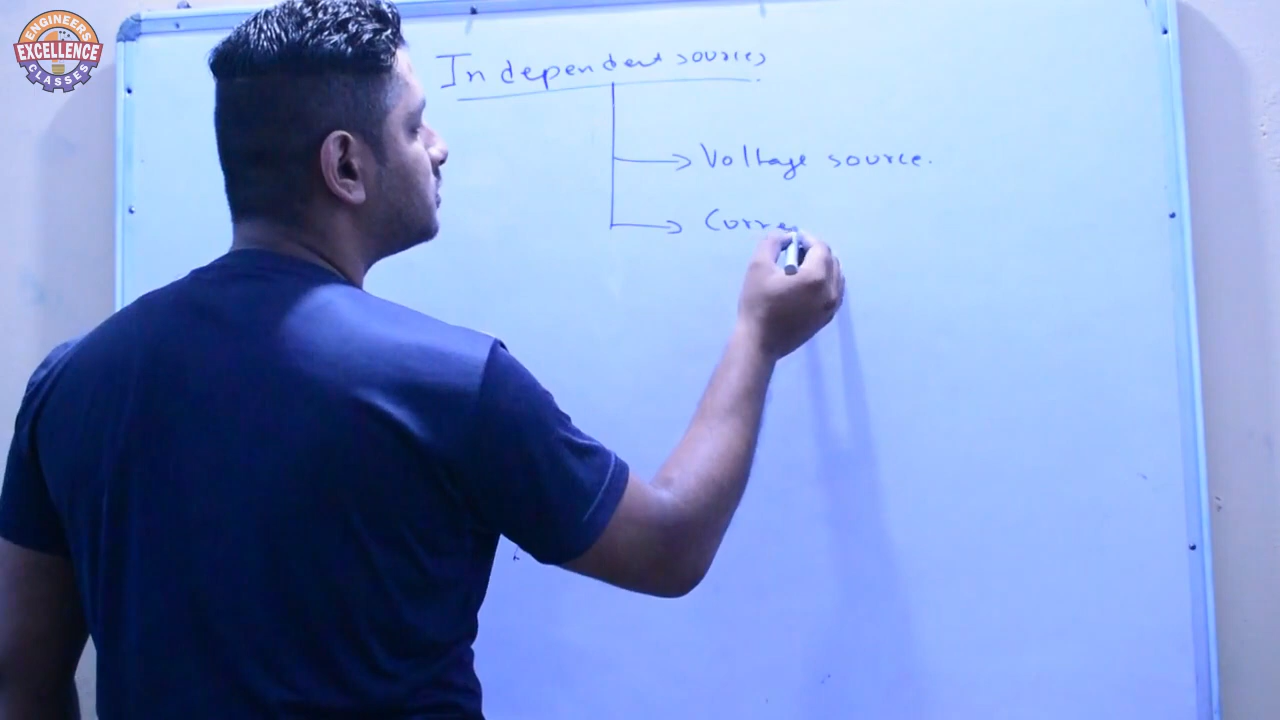 ENGINEERS
EXCELLENCE
CLASSES
Independent sources
Voltage source.
Curre